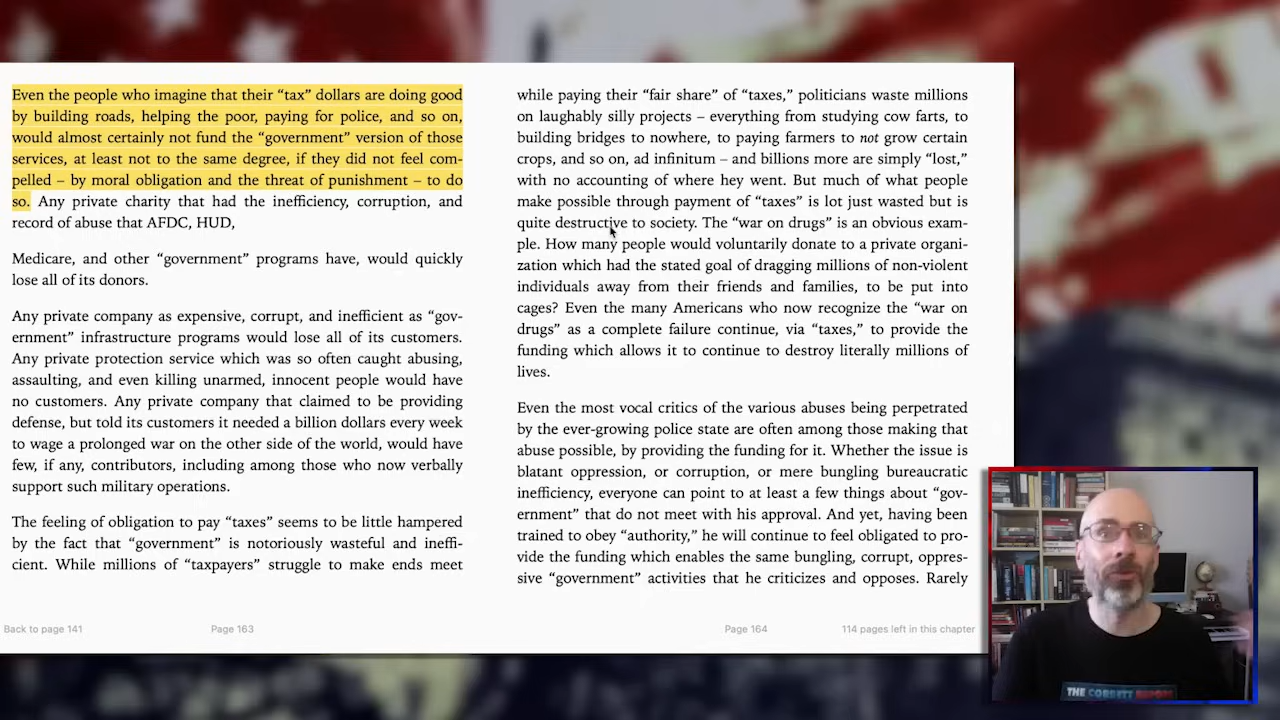 Even the people who imagine that their “tax” dollars are doing good
by building roads, helping the poor, paying for police, and so on,
would almost certainly not fund the “government” version of those
services, at least not to the same degree, if they did not feel com-
pelled – by moral obligation and the threat of punishment – to do
so. Any private charity that had the inefficiency, corruption, and
record of abuse that AFDC, HUD,
Medicare, and other “government” programs have, would quickly
lose all of its donors.
Any private company as expensive, corrupt, and inefficient as “gov-
ernment” infrastructure programs would lose all of its customers.
Any private protection service which was so often caught abusing,
assaulting, and even killing unarmed, innocent people would have
no customers. Any private company that claimed to be providing
defense, but told its customers it needed a billion dollars every week
to wage a prolonged war on the other side of the world, would have
few, if any, contributors, including among those who now verbally
support such military operations.
The feeling of obligation to pay “taxes” seems to be little hampered
by the fact that “government” is notoriously wasteful and ineffi-
cient. While millions of “taxpayers” struggle to make ends meet
Back to page 141
Page 163
while paying their “fair share” of “taxes,” politicians waste millions
on laughably silly projects – everything from studying cow farts, to
building bridges to nowhere, to paying farmers to not grow certain
crops, and so on, ad infinitum – and billions more are simply “lost,”
with no accounting of where hey went. But much of what people
make possible through payment of “taxes” is lot just wasted but is
quite destructive to society. The “war on drugs” is an obvious exam-
ple. How many people would voluntarily donate to a private organi-
zation which had the stated goal of dragging millions of non-violent
individuals away from their friends and families, to be put into
cages? Even the many Americans who now recognize the “war on
drugs” as a complete failure continue, via “taxes,” to provide the
funding which allows it to continue to destroy literally millions of
lives.
Even the most vocal critics of the various abuses being perpetrated
by the ever-growing police state are often among those making that
abuse possible, by providing the funding for it. Whether the issue is
blatant oppression, or corruption, or mere bungling bureaucratic
inefficiency, everyone can point to at least a few things about “gov-
ernment” that do not meet with his approval. And yet, having been
trained to obey “authority,” he will continue to feel obligated to pro-
vide the funding which enables the same bungling, corrupt, oppres-
sive “government” activities that he criticizes and opposes. Rarely
Page 164
114 pages left in this chapter
THE CORBETT REPORT